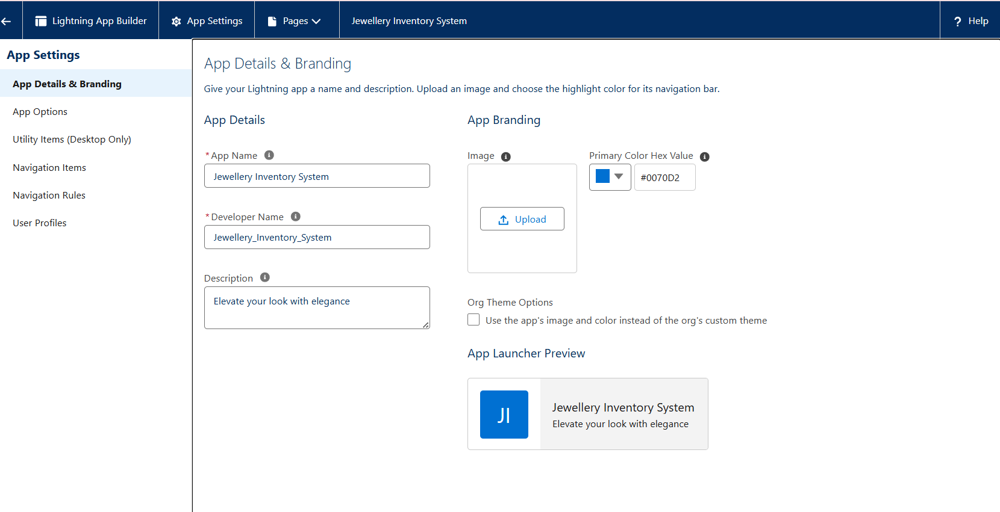 Lightning App Builder
App Settings
Pages
Jewellery Inventory System
? Help
App Settings
App Details & Branding
App Options
Utility Items (Desktop Only)
Navigation Items
Navigation Rules
User Profiles
App Details & Branding
Give your Lightning app a name and description. Upload an image and choose the highlight color for its navigation bar.
App Details
*App Name
Jewellery Inventory System
*Developer Name
Jewellery_Inventory_System
Description
Elevate your look with elegance
App Branding
Image
Upload
Primary Color Hex Value
#0070D2
Org Theme Options
Use the app's image and color instead of the org's custom theme
App Launcher Preview
JI
Jewellery Inventory System
Elevate your look with elegance